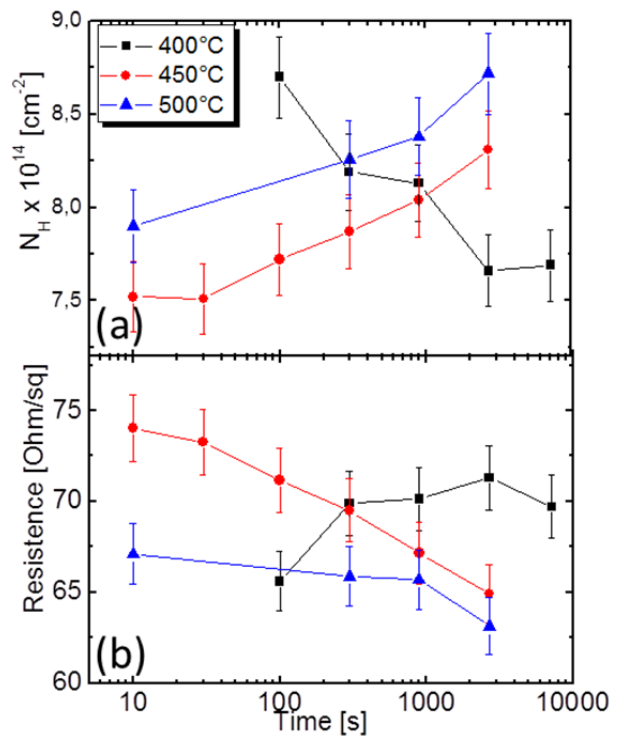 9,0
400°C
450°C
500°C
8,5
8,0
7,5
N_H x 10^14 [cm^-2]
(a)
75
70
65
60
Resistence [Ohm/sq]
(b)
10 100 1000 10000
Time [s]